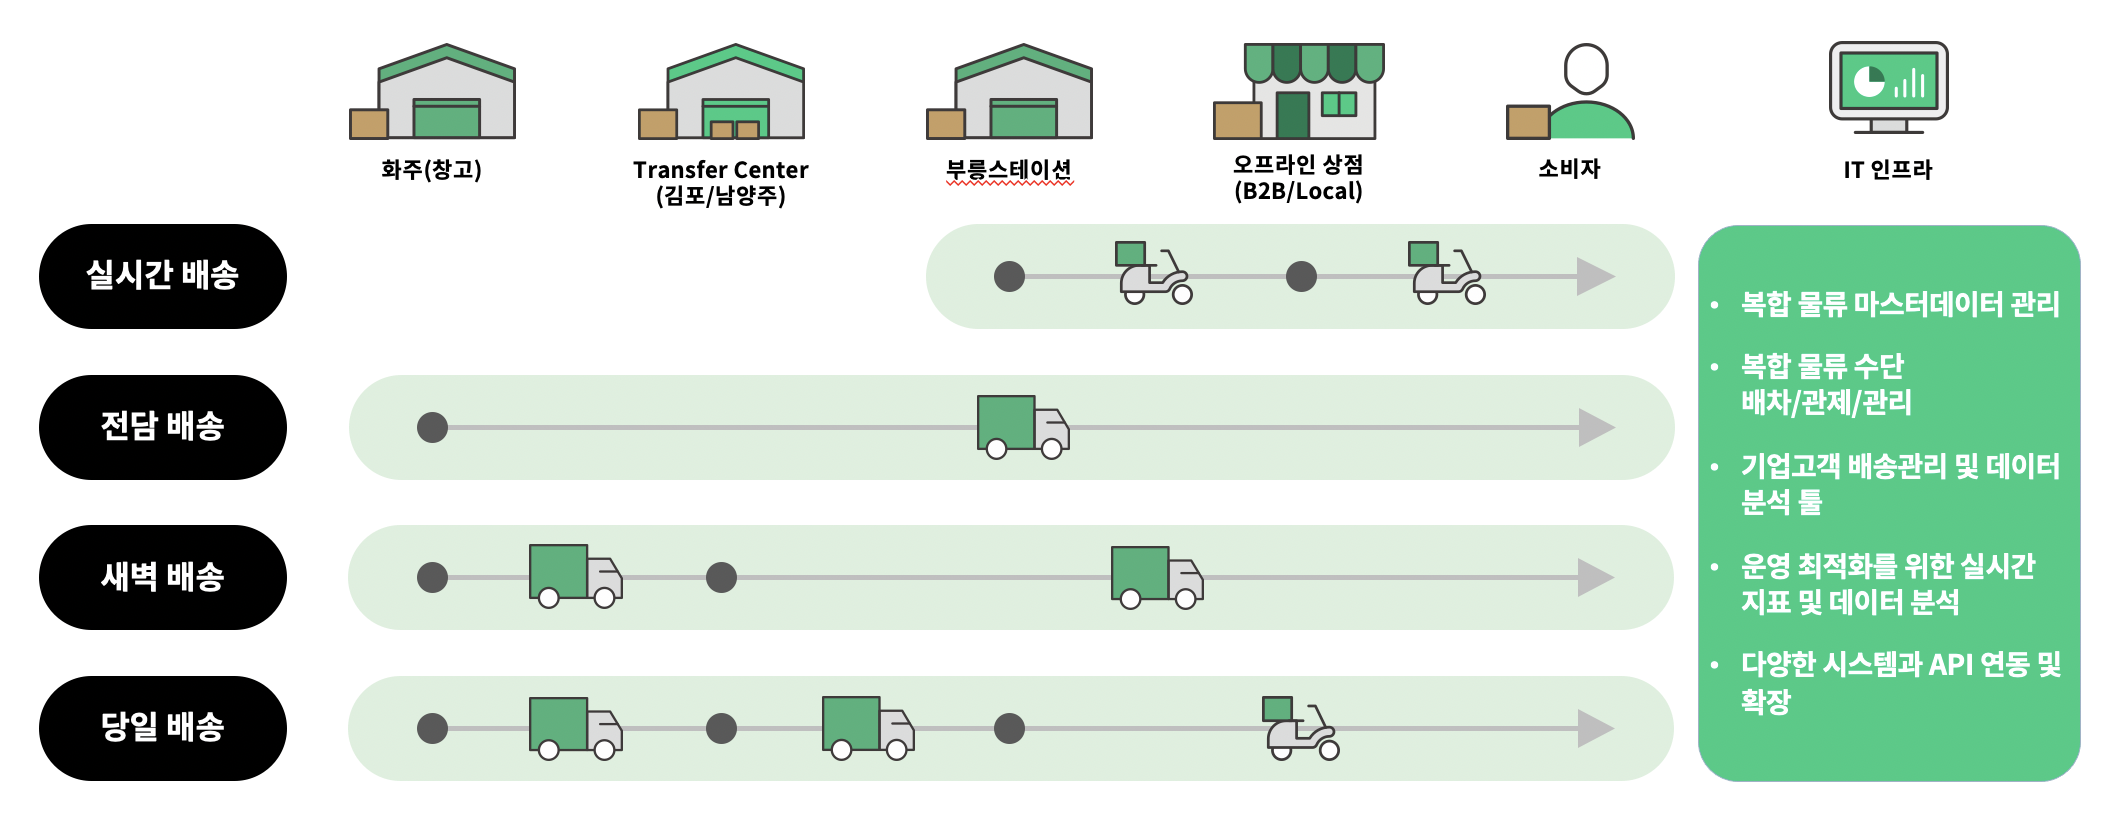 화주(창고)
Transfer Center
(김포/남양주)
부릉스테이션
오프라인 상점
(B2B/Local)
소비자
IT 인프라
실시간 배송
전담 배송
새벽 배송
당일 배송
• 복합 물류 마스터데이터 관리
• 복합 물류 수단
배차/관제/관리
• 기업고객 배송관리 및 데이터
분석 툴
• 운영 최적화를 위한 실시간
지표 및 데이터 분석
• 다양한 시스템과 API 연동 및
확장